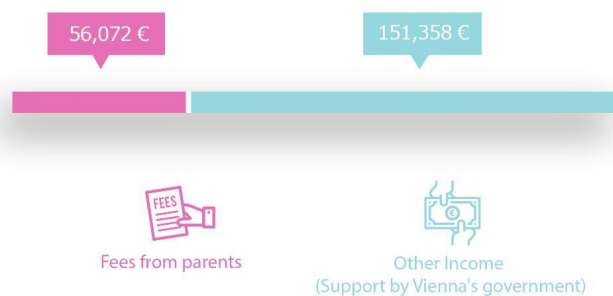 56,072 €
151,358 €
FEES
€
Fees from parents
Other Income
(Support by Vienna's government)